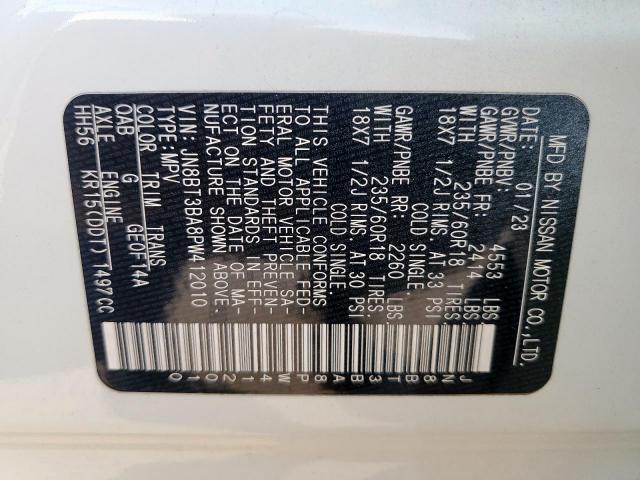 MFD BY NISSAN MOTOR CO.,LTD.
01/23
GVWR/PNBV: 4553 LBS.
GAWR/PNBE FR: 2414 LBS.
WITH 235/60R18 TIRES
18X7 1/2J RIMS, AT 33 PSI
COLD SINGLE.
GAWR/PNBE RR: 2260 LBS.
WITH 235/60R18 TIRES
18X7 1/2J RIMS, AT 30 PSI
COLD SINGLE.
THIS VEHICLE CONFORMS
TO ALL APPLICABLE FED-
ERAL MOTOR VEHICLE SA-
FETY AND THEFT PREVEN-
TION STANDARDS IN EFF-
ECT ON THE DATE OF MA-
NUFACTURE SHOWN ABOVE.
VIN: JN8BT3BA8PW412010
TYPE: MPV
COLOR TRIM TRANS
QAB G GEOF14A
AXLE ENGINE
HH56 KR15(DDT) 1497CC
JN8BT3BA8PW412010